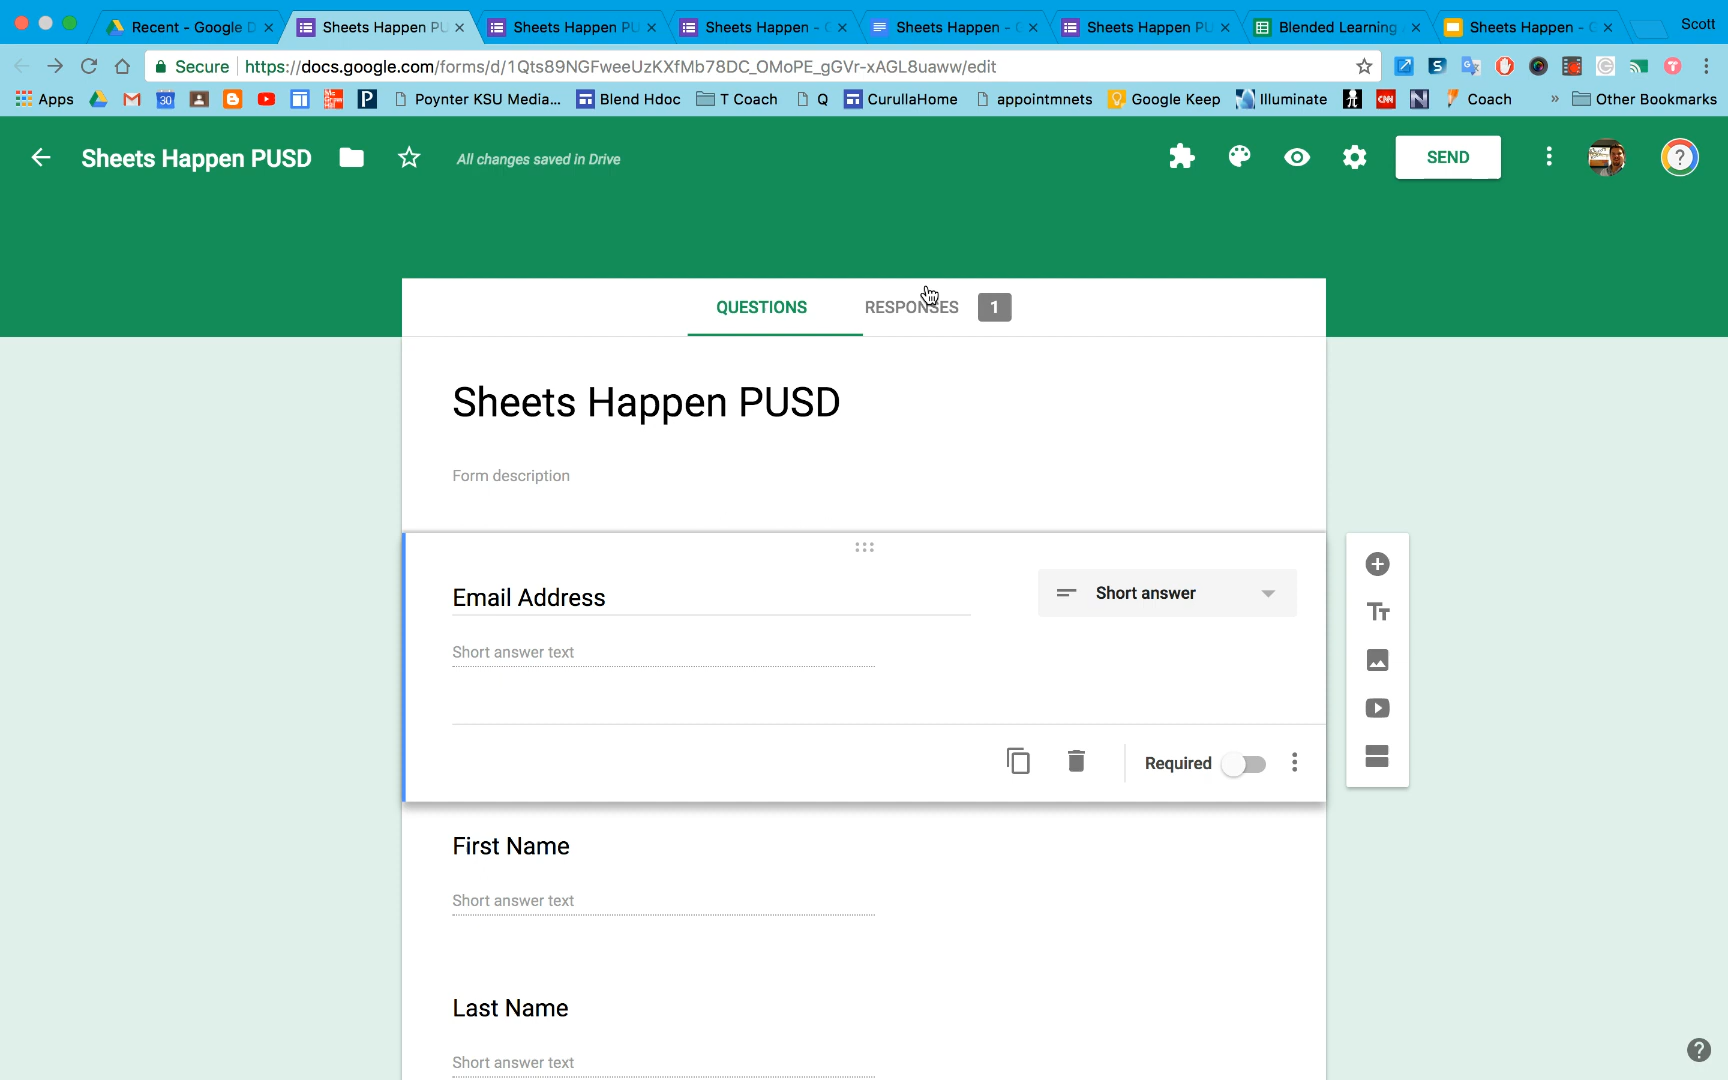 Recent - Google D
Sheets Happen PU
Sheets Happen PU
Sheets Happen - G
Sheets Happen - G
Sheets Happen PU
Blended Learning
Sheets Happen - G
Scott
Secure https://docs.google.com/forms/d/1Qts89NGFweeUzKXfMb78DC_OMoPE_gGVr-xAGL8uaww/edit
Apps
30
Poynter KSU Media...
Blend Hdoc
T Coach
Q
CurullaHome
appointmnets
Google Keep
Illuminate
CNN
Coach
»
Other Bookmarks
Sheets Happen PUSD
All changes saved in Drive
SEND
QUESTIONS
RESPONSES 1
Sheets Happen PUSD
Form description
Email Address
Short answer
Short answer text
Tт
Required
First Name
Short answer text
Last Name
Short answer text